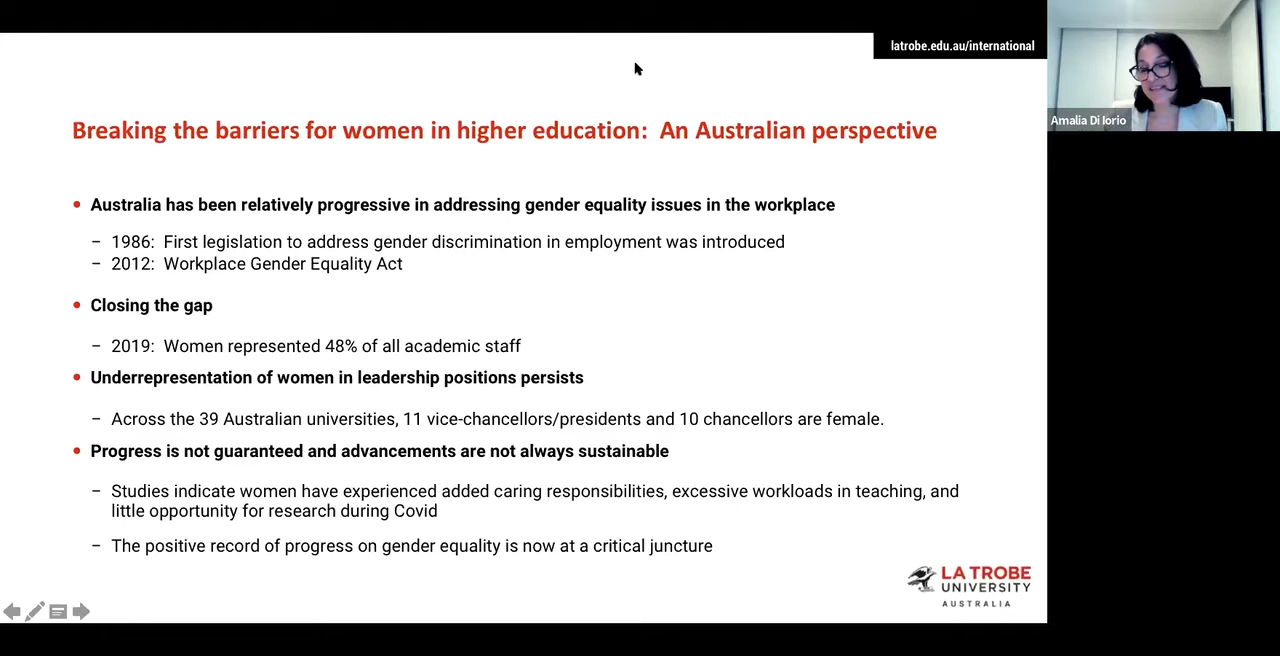 latrobe.edu.au/international
Amalia Di Iorio
Breaking the barriers for women in higher education:  An Australian perspective
• Australia has been relatively progressive in addressing gender equality issues in the workplace
– 1986:  First legislation to address gender discrimination in employment was introduced
– 2012:  Workplace Gender Equality Act
• Closing the gap
– 2019:  Women represented 48% of all academic staff
• Underrepresentation of women in leadership positions persists
– Across the 39 Australian universities, 11 vice-chancellors/presidents and 10 chancellors are female.
• Progress is not guaranteed and advancements are not always sustainable
– Studies indicate women have experienced added caring responsibilities, excessive workloads in teaching, and
little opportunity for research during Covid
– The positive record of progress on gender equality is now at a critical juncture
LA TROBE
UNIVERSITY
AUSTRALIA